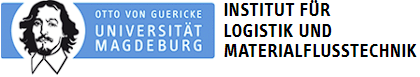 OTTO VON GUERICKE
UNIVERSITÄT
MAGDEBURG
INSTITUT FÜR
LOGISTIK UND
MATERIALFLUSSTECHNIK